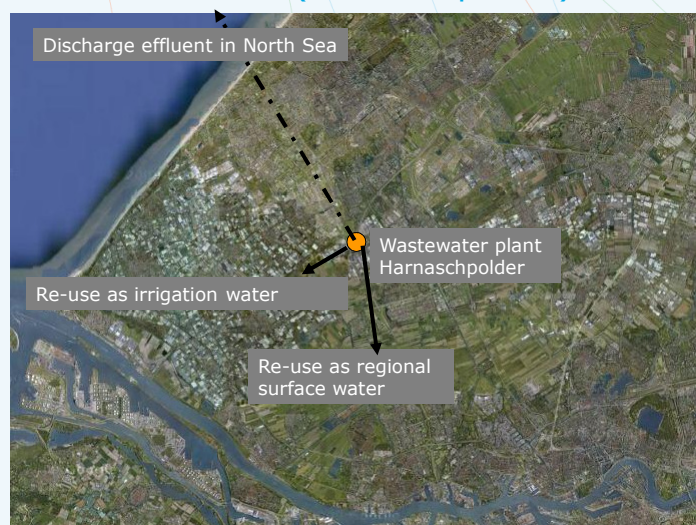 Discharge effluent in North Sea
Wastewater plant
Harnaschpolder
Re-use as irrigation water
Re-use as regional
surface water